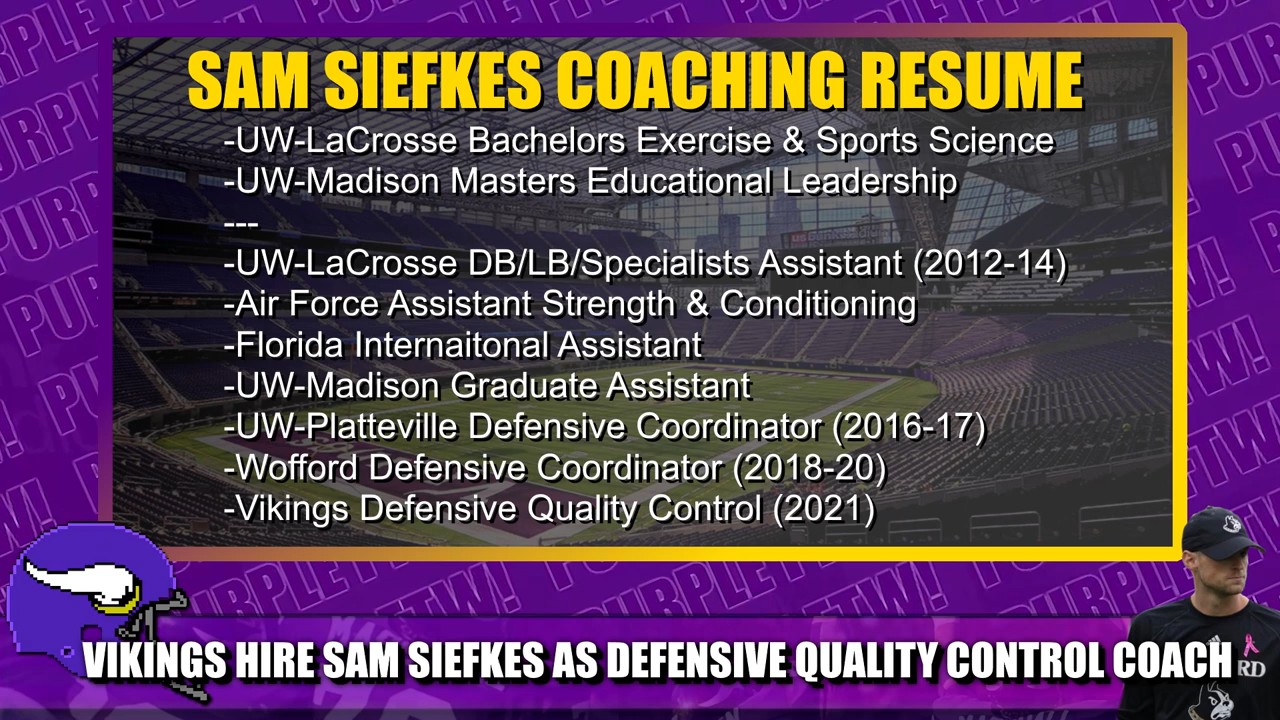 SAM SIEFKES COACHING RESUME
-UW-LaCrosse Bachelors Exercise & Sports Science
-UW-Madison Masters Educational Leadership
---
-UW-LaCrosse DB/LB/Specialists Assistant (2012-14)
-Air Force Assistant Strength & Conditioning
-Florida Internaitonal Assistant
-UW-Madison Graduate Assistant
-UW-Platteville Defensive Coordinator (2016-17)
-Wofford Defensive Coordinator (2018-20)
-Vikings Defensive Quality Control (2021)
VIKINGS HIRE SAM SIEFKES AS DEFENSIVE QUALITY CONTROL COACH